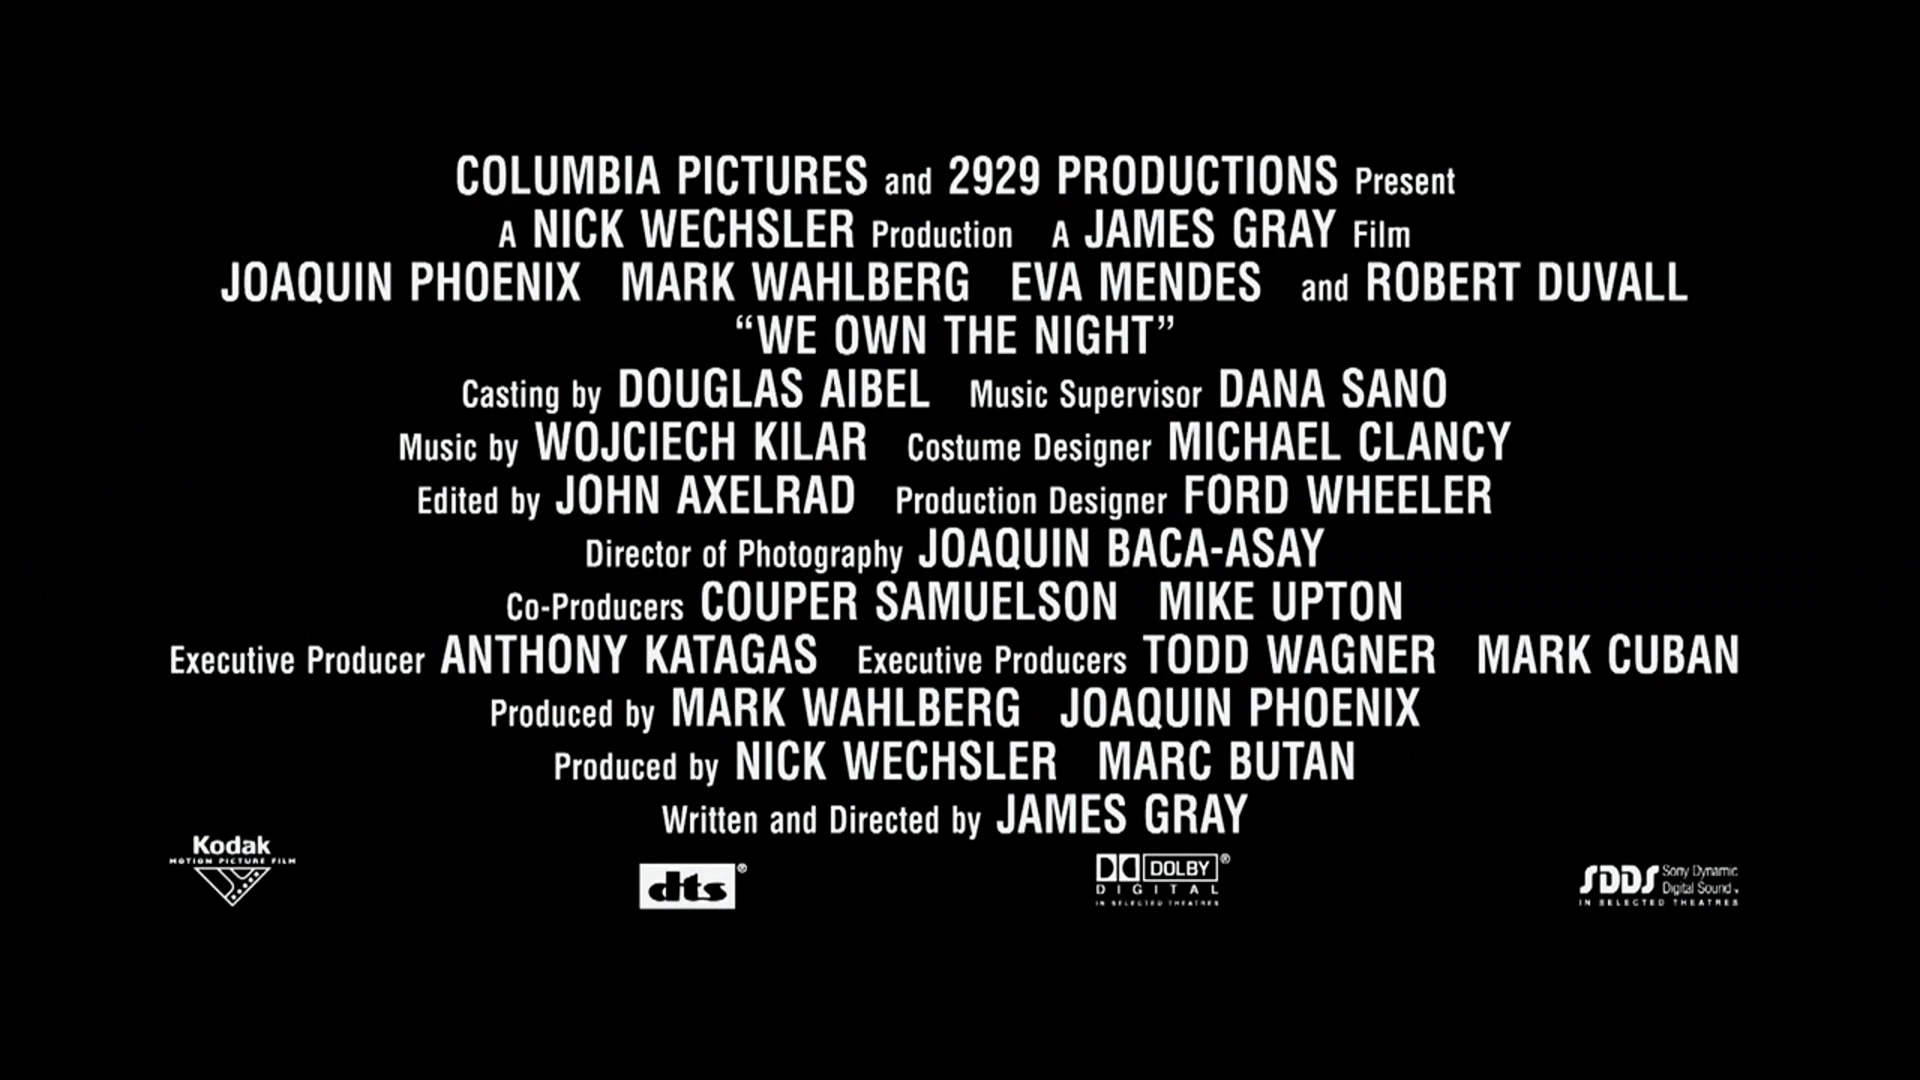 COLUMBIA PICTURES and 2929 PRODUCTIONS Present
A NICK WECHSLER Production A JAMES GRAY Film
JOAQUIN PHOENIX MARK WAHLBERG EVA MENDES and ROBERT DUVALL
“WE OWN THE NIGHT”
Casting by DOUGLAS AIBEL Music Supervisor DANA SANO
Music by WOJCIECH KILAR Costume Designer MICHAEL CLANCY
Edited by JOHN AXELRAD Production Designer FORD WHEELER
Director of Photography JOAQUIN BACA-ASAY
Co-Producers COUPER SAMUELSON MIKE UPTON
Executive Producer ANTHONY KATAGAS Executive Producers TODD WAGNER MARK CUBAN
Produced by MARK WAHLBERG JOAQUIN PHOENIX
Produced by NICK WECHSLER MARC BUTAN
Written and Directed by JAMES GRAY
Kodak
MOTION PICTURE FILM
dts®
DOLBY®
DIGITAL
IN SELECTED THEATRES
SDDS Sony Dynamic
Digital Sound™
IN SELECTED THEATRES